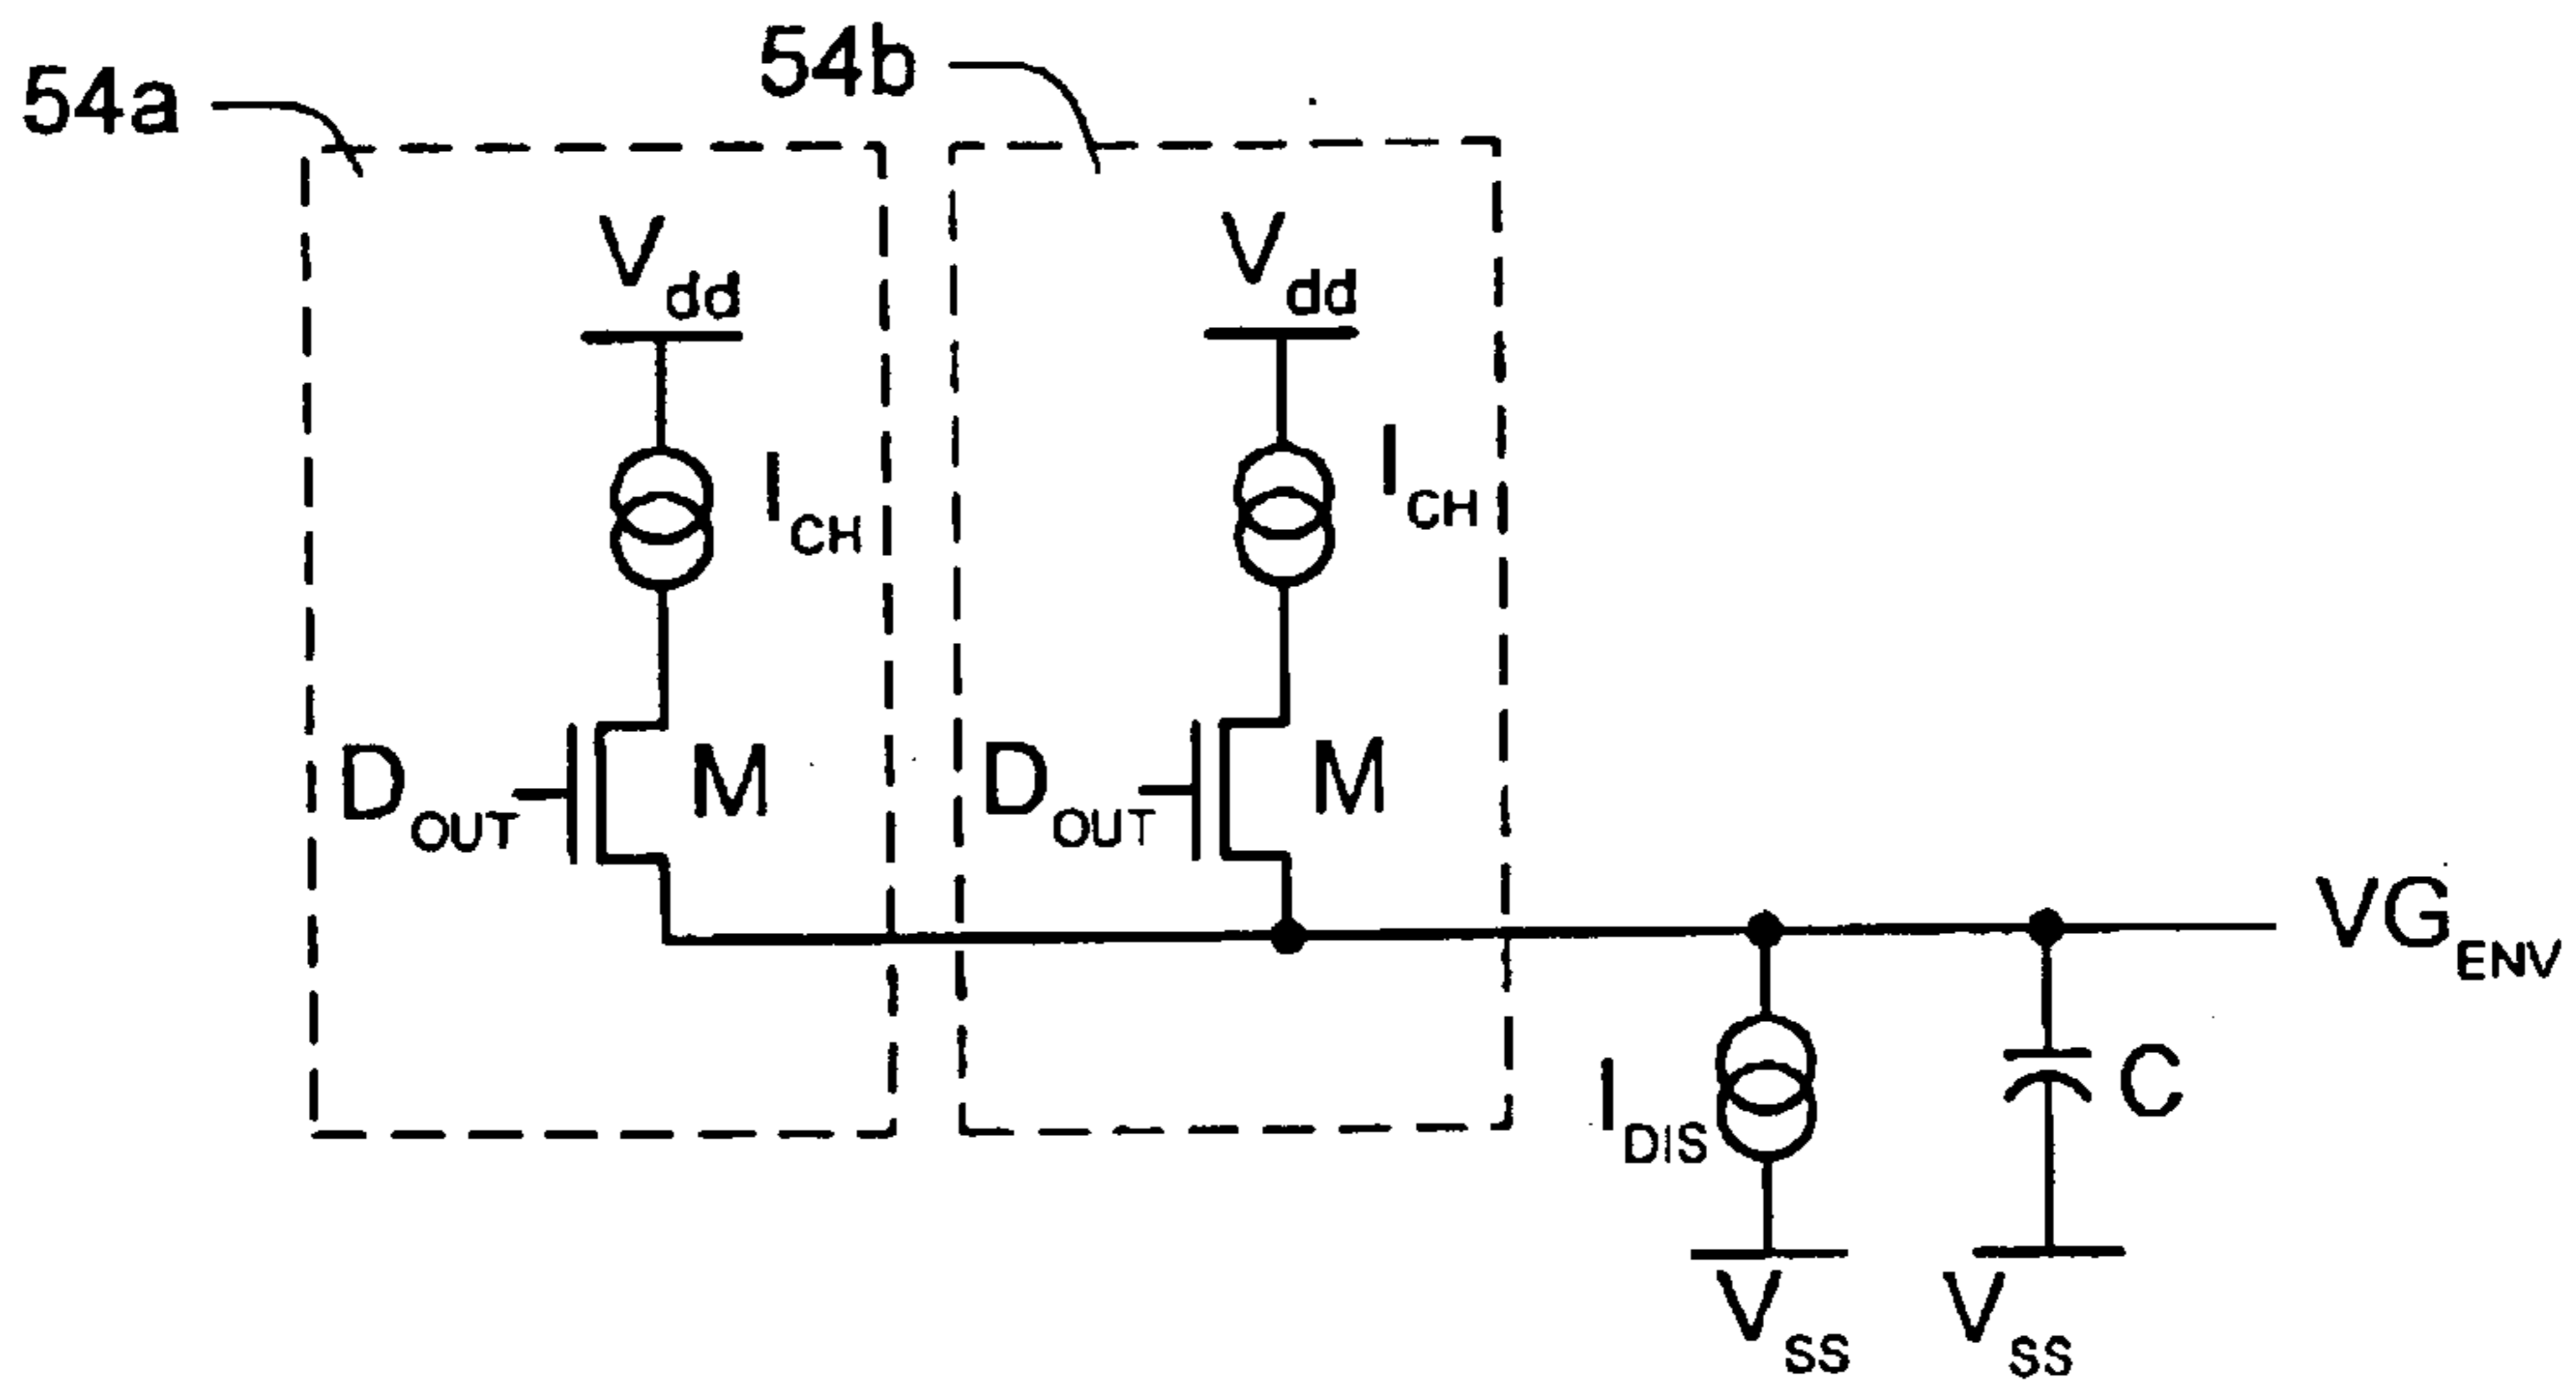 54a
54b
Vdd
Vdd
ICH
ICH
DOUT
M
DOUT
M
VGENV
IDIS
C
VSS
VSS